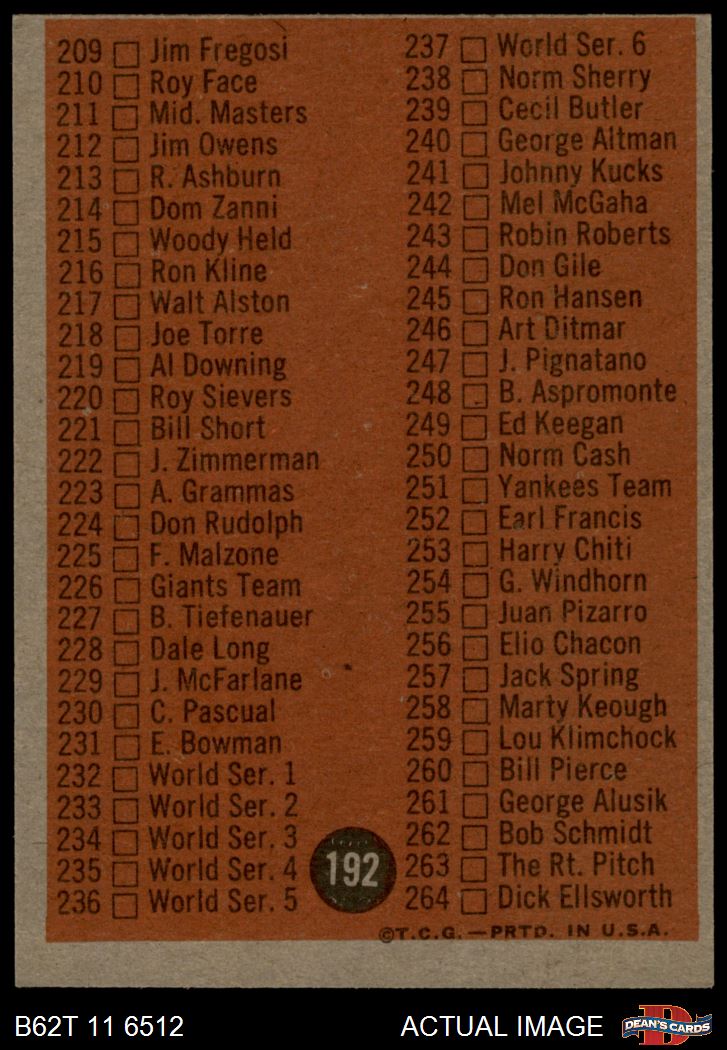 209 Jim Fregosi
210 Roy Face
211 Mid. Masters
212 Jim Owens
213 R. Ashburn
214 Dom Zanni
215 Woody Held
216 Ron Kline
217 Walt Alston
218 Joe Torre
219 Al Downing
220 Roy Sievers
221 Bill Short
222 J. Zimmerman
223 A. Grammas
224 Don Rudolph
225 F. Malzone
226 Giants Team
227 B. Tiefenauer
228 Dale Long
229 J. McFarlane
230 C. Pascual
231 E. Bowman
232 World Ser. 1
233 World Ser. 2
234 World Ser. 3
235 World Ser. 4
236 World Ser. 5
192
237 World Ser. 6
238 Norm Sherry
239 Cecil Butler
240 George Altman
241 Johnny Kucks
242 Mel McGaha
243 Robin Roberts
244 Don Gile
245 Ron Hansen
246 Art Ditmar
247 J. Pignatano
248 B. Aspromonte
249 Ed Keegan
250 Norm Cash
251 Yankees Team
252 Earl Francis
253 Harry Chiti
254 G. Windhorn
255 Juan Pizarro
256 Elio Chacon
257 Jack Spring
258 Marty Keough
259 Lou Klimchock
260 Bill Pierce
261 George Alusik
262 Bob Schmidt
263 The Rt. Pitch
264 Dick Ellsworth
©T.C.G.—PRTD. IN U.S.A.
B62T 11 6512
ACTUAL IMAGE
D
DEAN'S CARDS